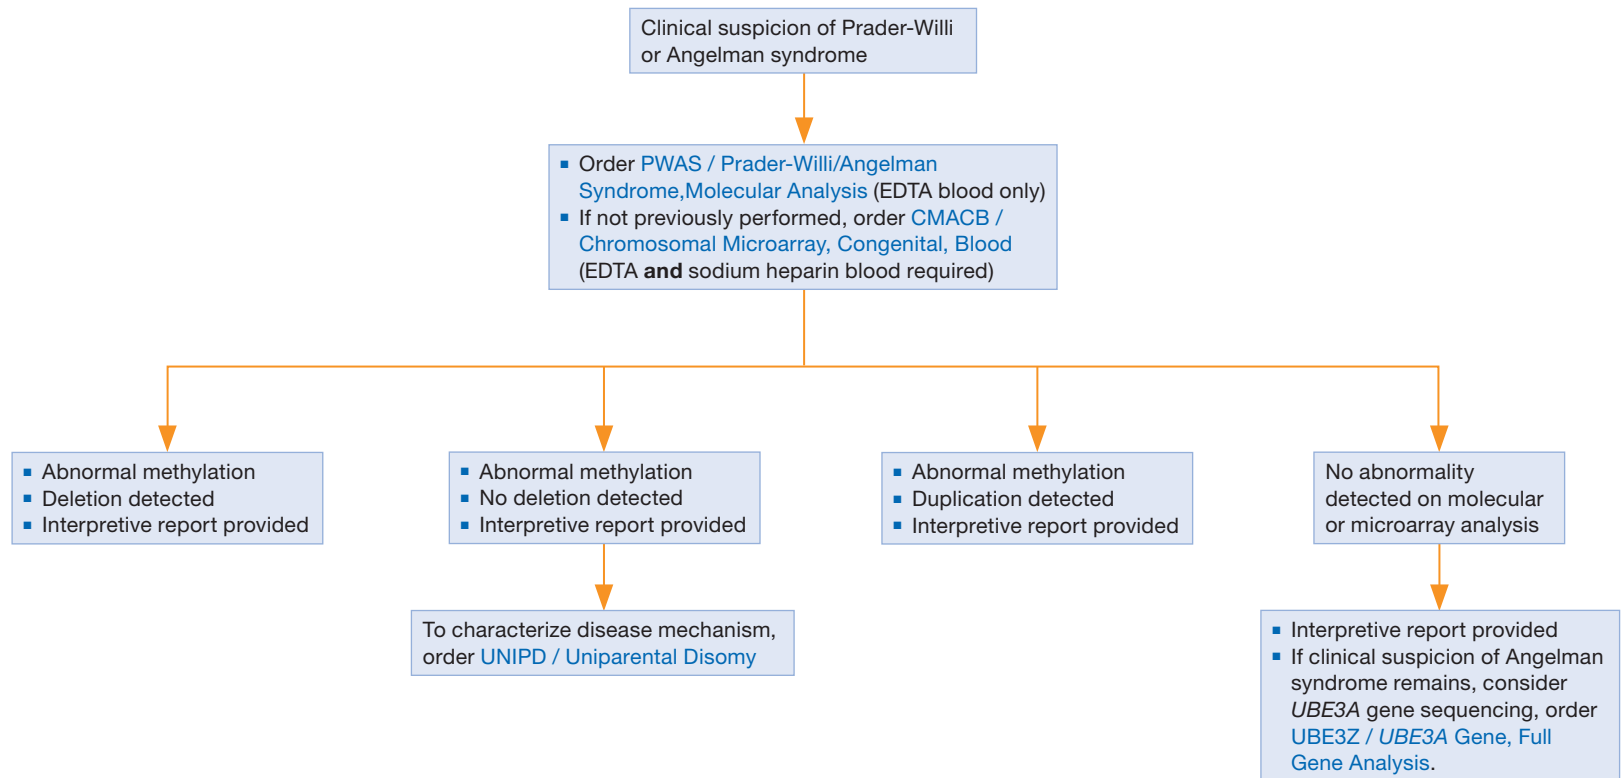 Clinical suspicion of Prader-Willi
or Angelman syndrome
▪ Order PWAS / Prader-Willi/Angelman
Syndrome,Molecular Analysis (EDTA blood only)
▪ If not previously performed, order CMACB /
Chromosomal Microarray, Congenital, Blood
(EDTA and sodium heparin blood required)
▪ Abnormal methylation
▪ Deletion detected
▪ Interpretive report provided
▪ Abnormal methylation
▪ No deletion detected
▪ Interpretive report provided
▪ Abnormal methylation
▪ Duplication detected
▪ Interpretive report provided
No abnormality
detected on molecular
or microarray analysis
To characterize disease mechanism,
order UNIPD / Uniparental Disomy
▪ Interpretive report provided
▪ If clinical suspicion of Angelman
syndrome remains, consider
UBE3A gene sequencing, order
UBE3Z / UBE3A Gene, Full
Gene Analysis.